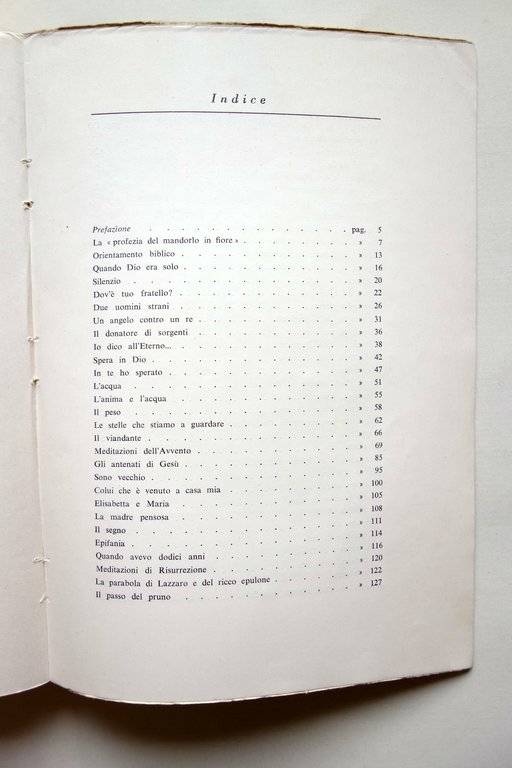 Indice
Prefazione . . . . . . . . . . . . . . . pag. 5
La « profezia del mandorlo in fiore » . . . . . . . . » 7
Orientamento biblico . . . . . . . . . . . . » 13
Quando Dio era solo . . . . . . . . . . . . » 16
Silenzio . . . . . . . . . . . . . . . » 20
Dov'è tuo fratello? . . . . . . . . . . . . » 22
Due uomini strani . . . . . . . . . . . . » 26
Un angelo contro un re . . . . . . . . . . . » 31
Il donatore di sorgenti . . . . . . . . . . . » 36
Io dico all'Eterno... . . . . . . . . . . . . » 38
Spera in Dio . . . . . . . . . . . . . . » 42
In te ho sperato . . . . . . . . . . . . . » 47
L'acqua . . . . . . . . . . . . . . . » 51
L'anima e l'acqua . . . . . . . . . . . . » 55
Il peso . . . . . . . . . . . . . . . » 58
Le stelle che stiamo a guardare . . . . . . . . . » 62
Il viandante . . . . . . . . . . . . . . » 66
Meditazioni dell'Avvento . . . . . . . . . . . » 69
Gli antenati di Gesù . . . . . . . . . . . . » 85
Sono vecchio . . . . . . . . . . . . . . » 95
Colui che è venuto a casa mia . . . . . . . . . » 100
Elisabetta e Maria . . . . . . . . . . . . » 105
La madre pensosa . . . . . . . . . . . . » 108
Il segno . . . . . . . . . . . . . . . » 111
Epifania . . . . . . . . . . . . . . . » 114
Quando avevo dodici anni . . . . . . . . . . » 116
Meditazioni di Risurrezione . . . . . . . . . . » 120
La parabola di Lazzaro e del ricco epulone . . . . . . » 122
Il passo del pruno . . . . . . . . . . . . » 127